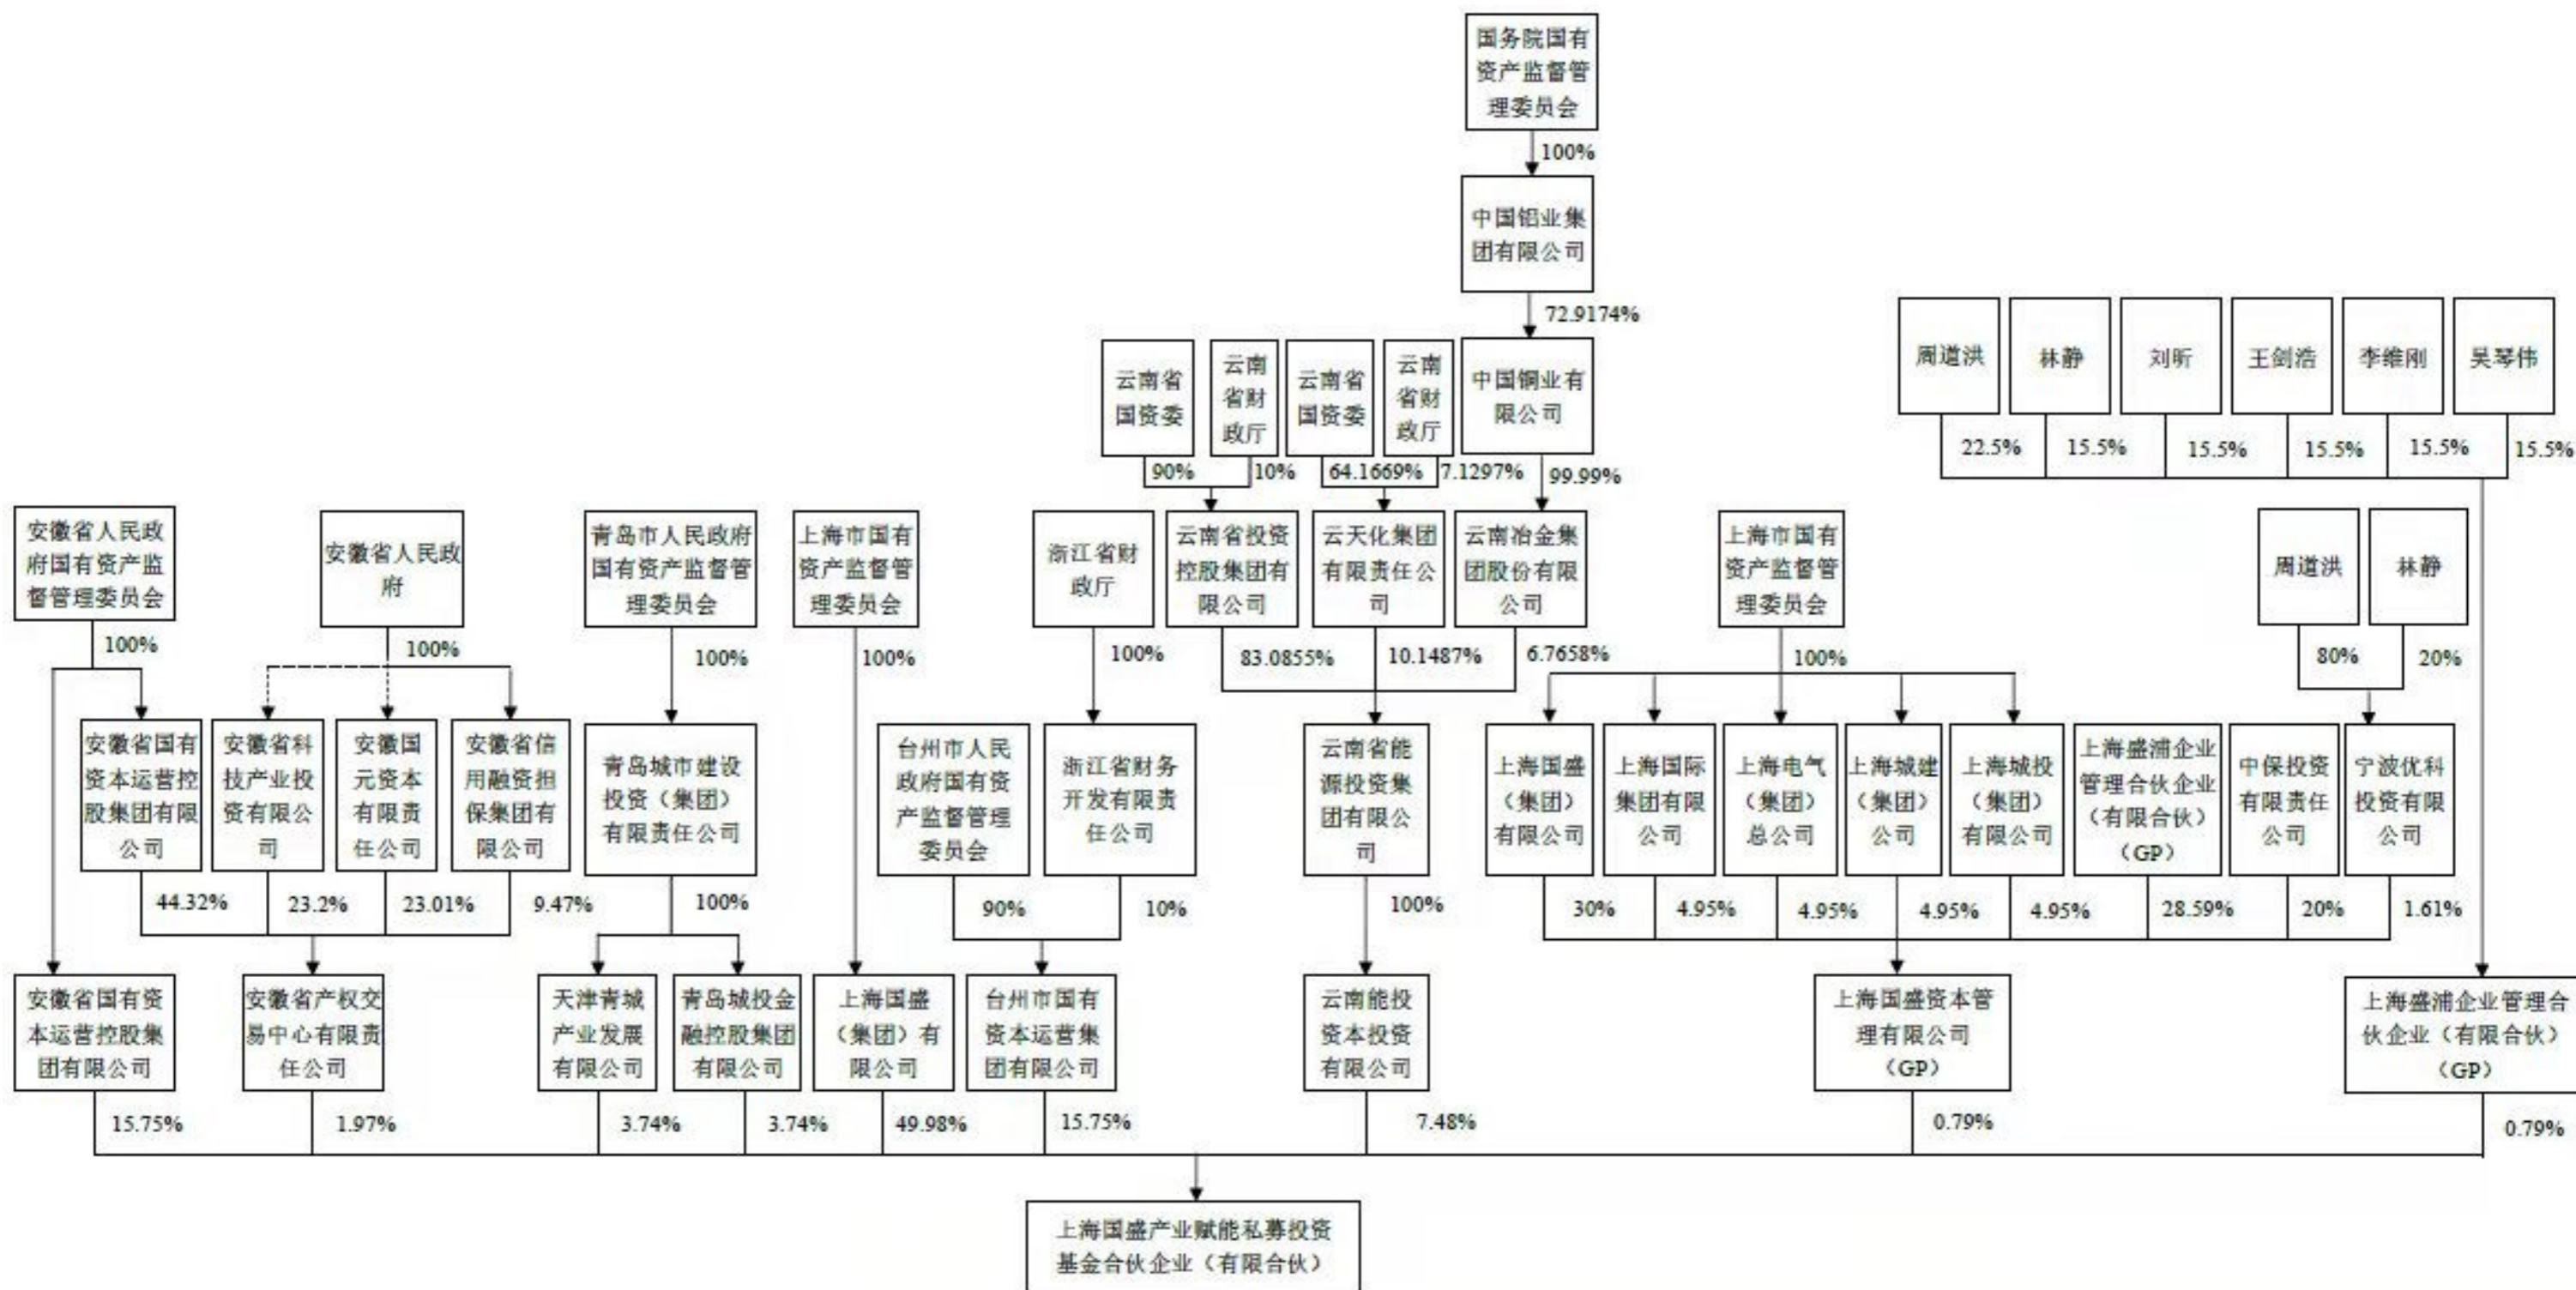 国务院国有
资产监督管
理委员会
100%
中国铝业集
团有限公司
72.9174%
云南省
国资委
云南
省财
政厅
云南省
国资委
云南
省财
政厅
中国铜业有
限公司
90%
10%
64.1669%
7.1297%
99.99%
周道洪
林静
刘昕
王剑浩
李维刚
吴琴伟
22.5%
15.5%
15.5%
15.5%
15.5%
15.5%
安徽省人民政
府国有资产监
督管理委员会
安徽省人民政
府
青岛市人民政府
国有资产监督管
理委员会
上海市国有
资产监督管
理委员会
浙江省财
政厅
云南省投资
控股集团有
限公司
云天化集团
有限责任公
司
云南冶金集
团股份有限
公司
上海市国有
资产监督管
理委员会
周道洪
林静
100%
100%
100%
100%
100%
83.0855%
10.1487%
6.7658%
100%
80%
20%
安徽省国有
资本运营控
股集团有限
公司
安徽省科
技产业投
资有限公
司
安徽国
元资本
有限责
任公司
安徽省信
用融资担
保集团有
限公司
青岛城市建设
投资（集团）
有限责任公司
台州市人民
政府国有资
产监督管理
委员会
浙江省财务
开发有限责
任公司
云南省能
源投资集
团有限公
司
上海国盛
（集团）
有限公司
上海国际
集团有限
公司
上海电气
（集团）
总公司
上海城建
（集团）
公司
上海城投
（集团）
有限公司
上海盛浦企业
管理合伙企业
（有限合伙）
（GP）
中保投资
有限责任
公司
宁波优科
投资有限
公司
44.32%
23.2%
23.01%
9.47%
100%
90%
10%
100%
30%
4.95%
4.95%
4.95%
4.95%
28.59%
20%
1.61%
安徽省国有资
本运营控股集
团有限公司
安徽省产权交
易中心有限责
任公司
天津青城
产业发展
有限公司
青岛城投金
融控股集团
有限公司
上海国盛
（集团）有
限公司
台州市国有
资本运营集
团有限公司
云南能投
资本投资
有限公司
上海国盛资本管
理有限公司
（GP）
上海盛浦企业管理合
伙企业（有限合伙）
（GP）
15.75%
1.97%
3.74%
3.74%
49.98%
15.75%
7.48%
0.79%
0.79%
上海国盛产业赋能私募投资
基金合伙企业（有限合伙）